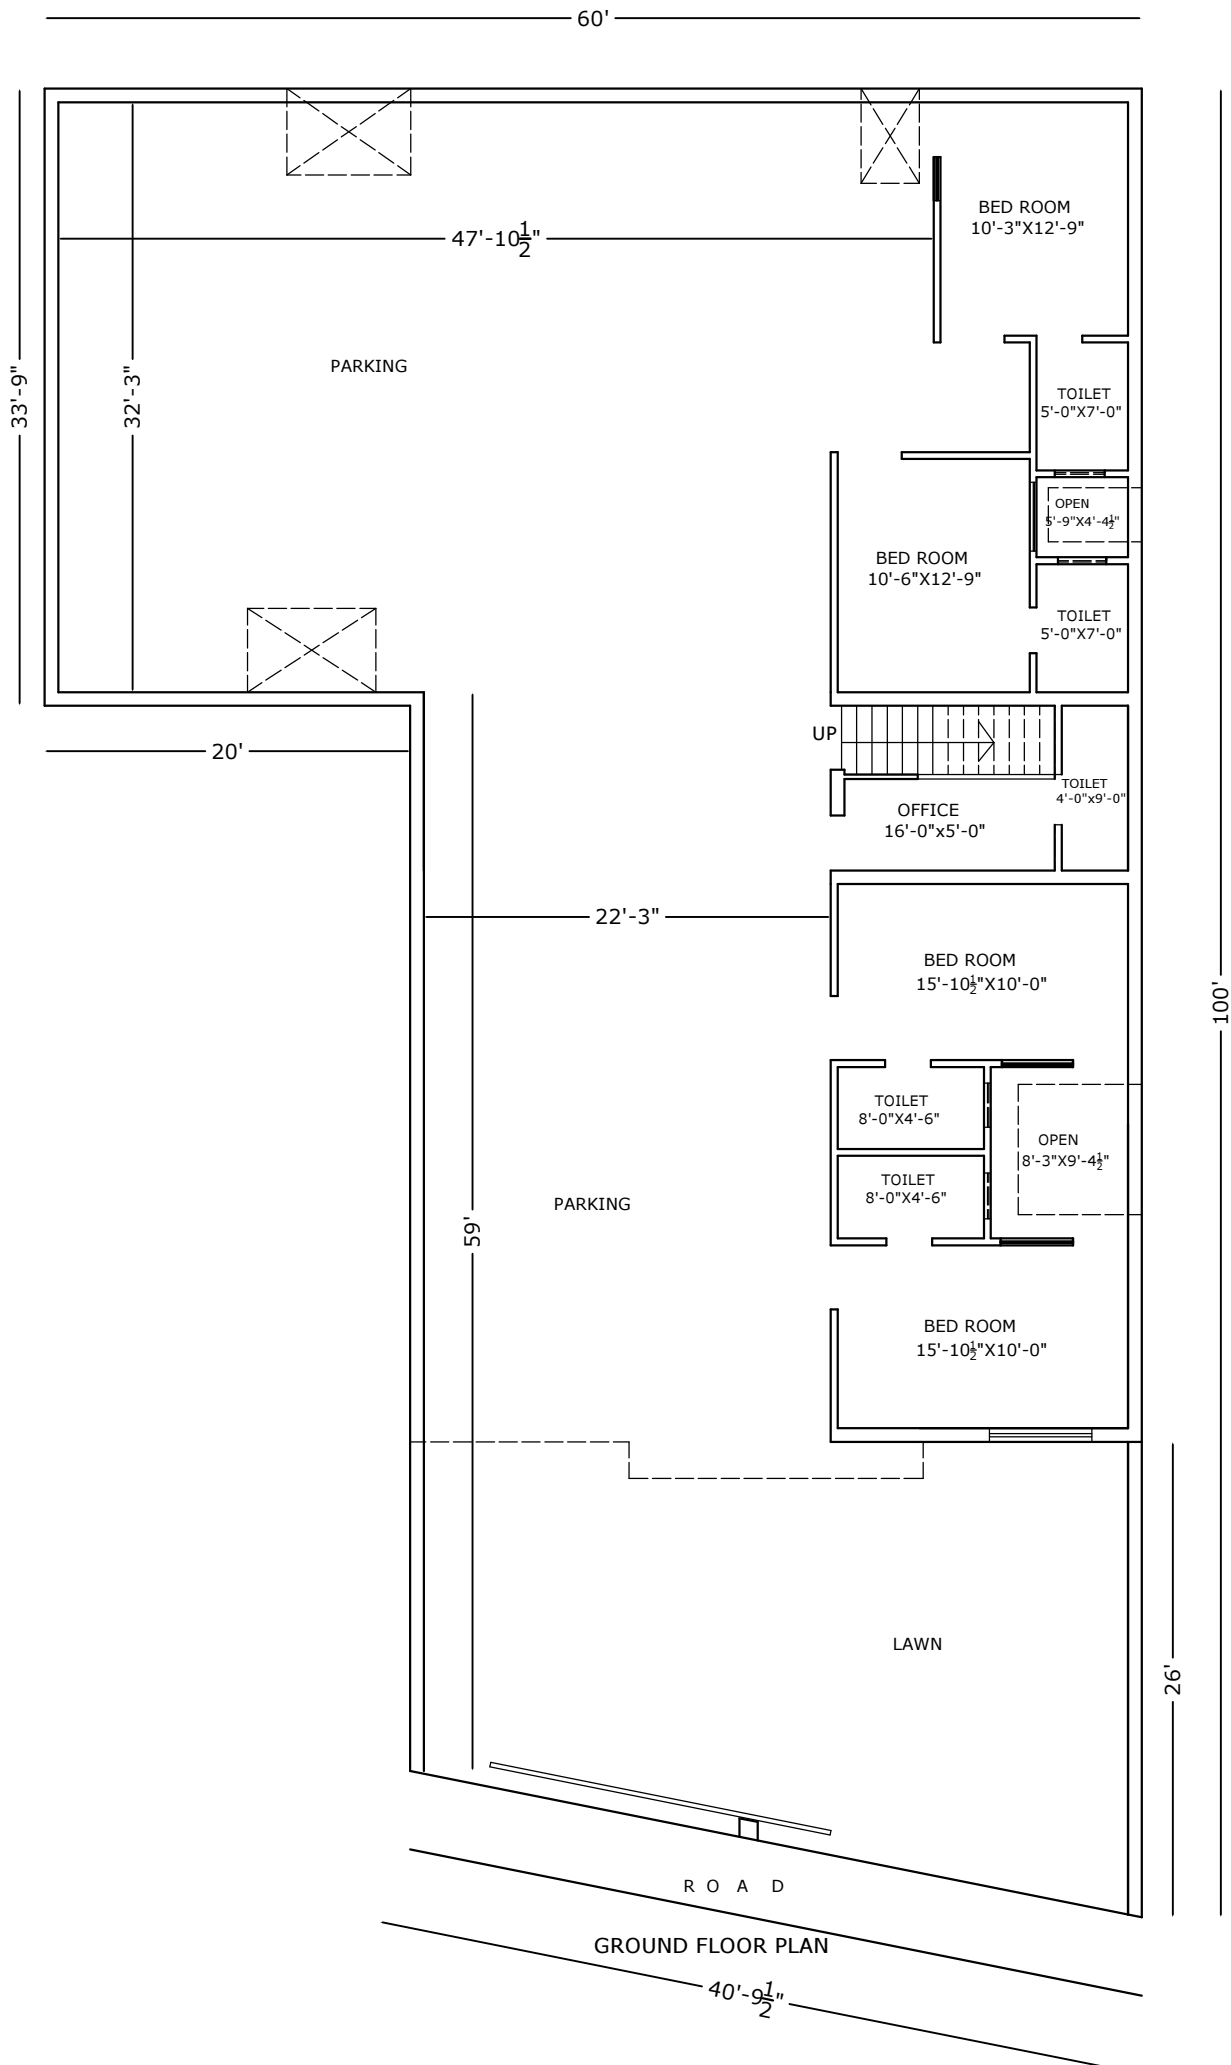 60'
BED ROOM
10'-3"X12'-9"
47'-10½"
PARKING
33'-9"
32'-3"
TOILET
5'-0"X7'-0"
OPEN
5'-9"X4'-4½"
BED ROOM
10'-6"X12'-9"
TOILET
5'-0"X7'-0"
UP
20'
TOILET
4'-0"x9'-0"
OFFICE
16'-0"x5'-0"
22'-3"
BED ROOM
15'-10½"X10'-0"
100'
TOILET
8'-0"X4'-6"
OPEN
8'-3"X9'-4½"
TOILET
8'-0"X4'-6"
PARKING
59'
BED ROOM
15'-10½"X10'-0"
LAWN
26'
R O A D
GROUND FLOOR PLAN
40'-9½"